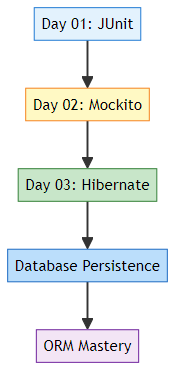 Day 01: JUnit
Day 02: Mockito
Day 03: Hibernate
Database Persistence
ORM Mastery